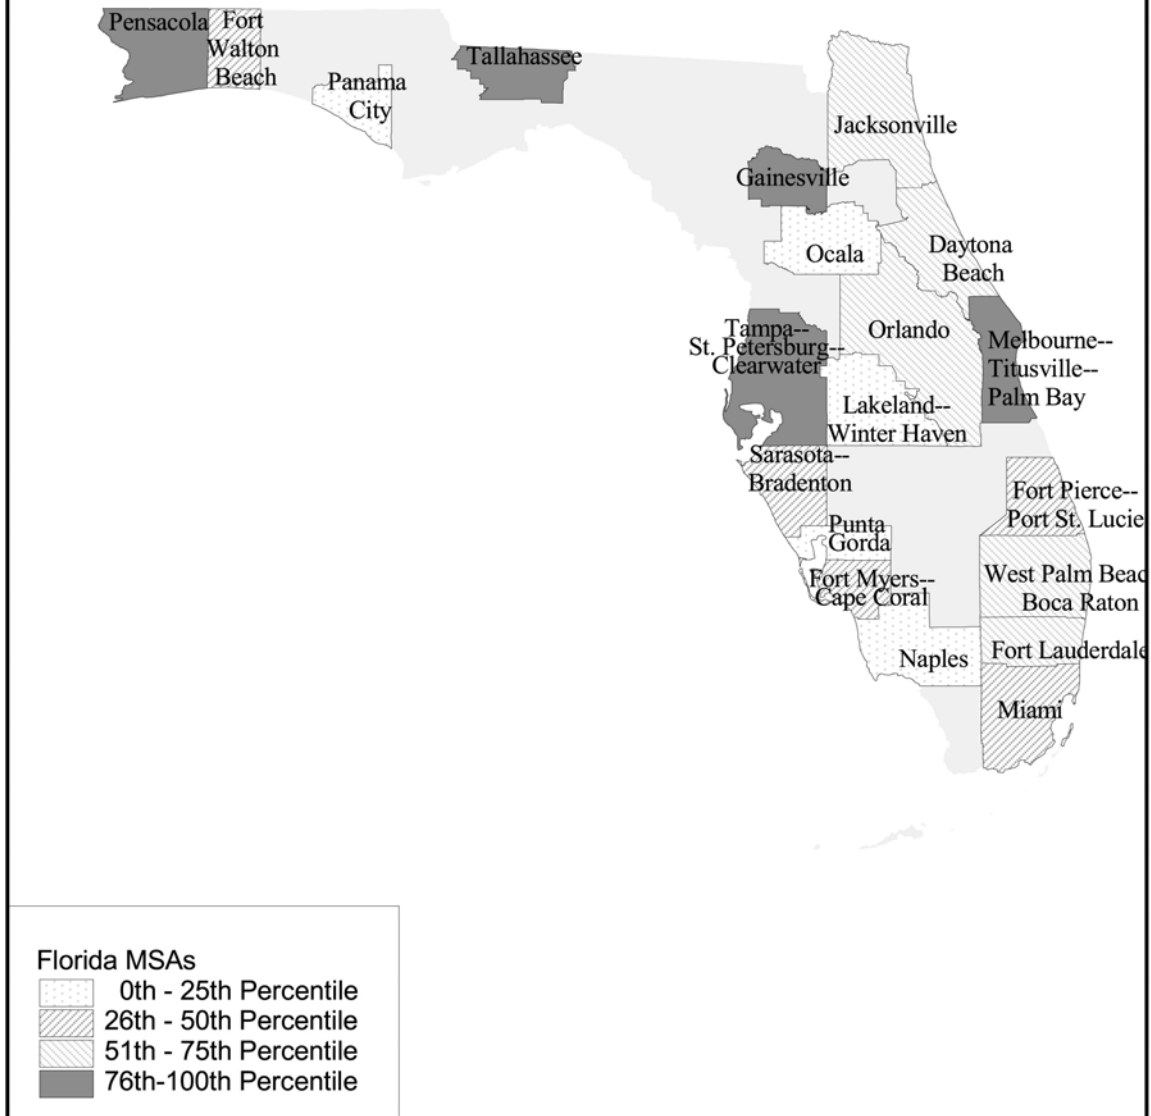 Pensacola
Fort
Walton
Beach
Panama
City
Tallahassee
Jacksonville
Gainesville
Ocala
Daytona
Beach
Orlando
Tampa--
St. Petersburg--
Clearwater
Melbourne--
Titusville--
Palm Bay
Lakeland--
Winter Haven
Sarasota--
Bradenton
Fort Pierce--
Port St. Lucie
Punta
Gorda
Fort Myers--
Cape Coral
West Palm Beac
Boca Raton
Naples
Fort Lauderdale
Miami
Florida MSAs
0th - 25th Percentile
26th - 50th Percentile
51th - 75th Percentile
76th-100th Percentile